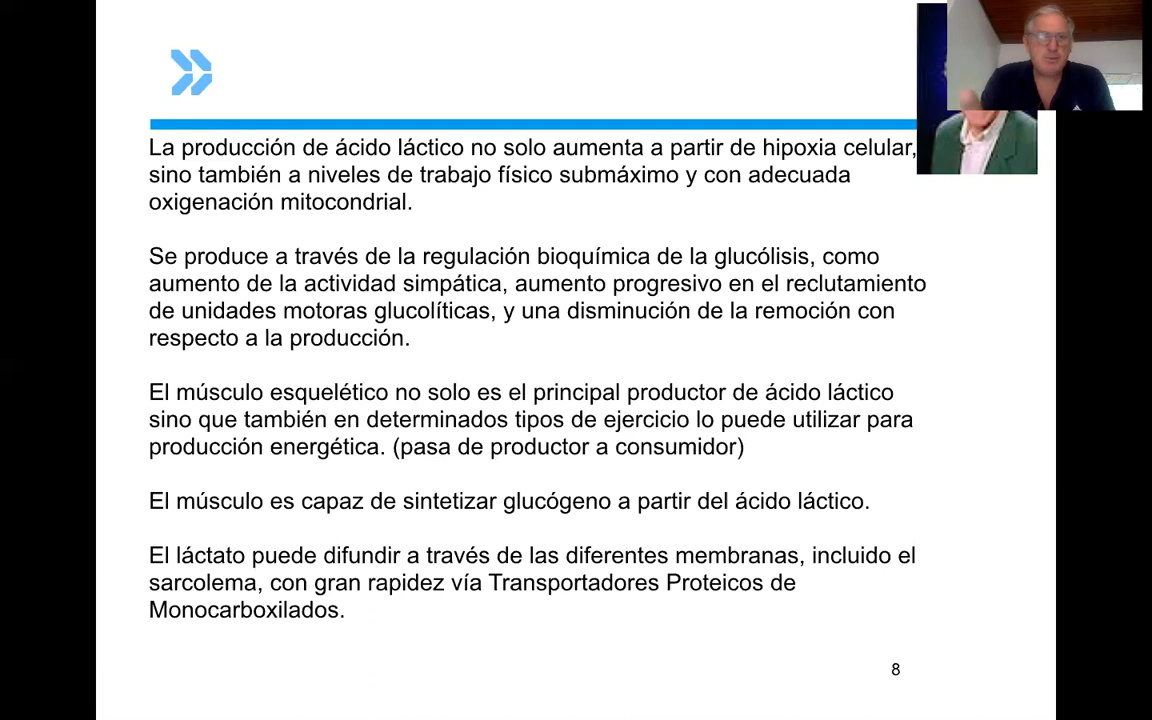 La producción de ácido láctico no solo aumenta a partir de hipoxia celular,
sino también a niveles de trabajo físico submáximo y con adecuada
oxigenación mitocondrial.
Se produce a través de la regulación bioquímica de la glucólisis, como
aumento de la actividad simpática, aumento progresivo en el reclutamiento
de unidades motoras glucolíticas, y una disminución de la remoción con
respecto a la producción.
El músculo esquelético no solo es el principal productor de ácido láctico
sino que también en determinados tipos de ejercicio lo puede utilizar para
producción energética. (pasa de productor a consumidor)
El músculo es capaz de sintetizar glucógeno a partir del ácido láctico.
El láctato puede difundir a través de las diferentes membranas, incluido el
sarcolema, con gran rapidez vía Transportadores Proteicos de
Monocarboxilados.
8